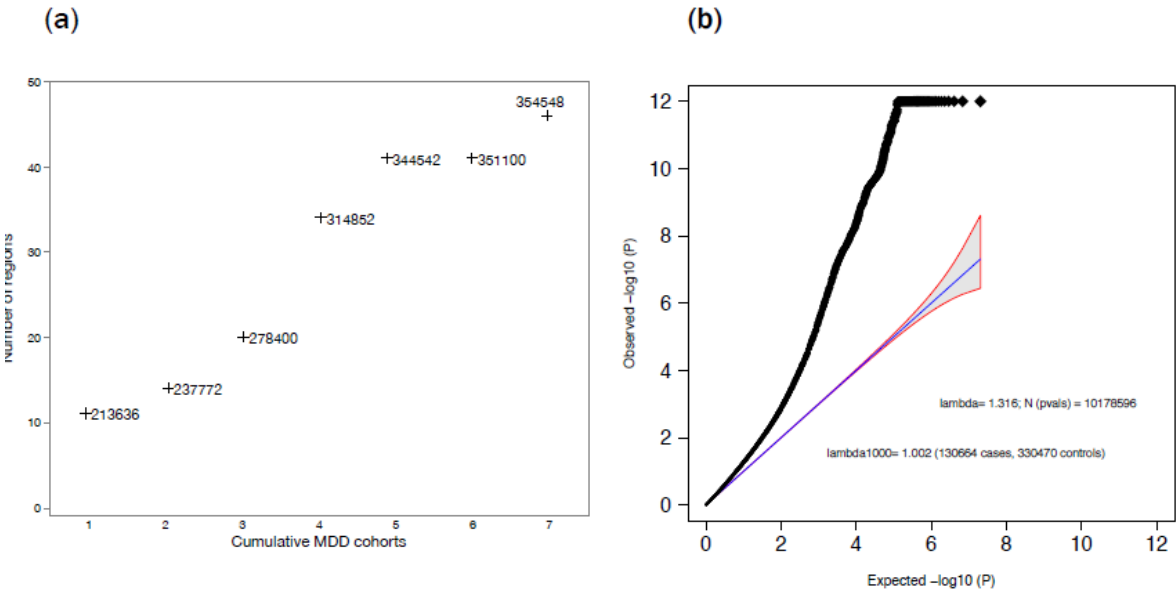 (a)
50
40
30
20
10
0
Number of regions
354548
344542
351100
314852
278400
237772
213636
1 2 3 4 5 6 7
Cumulative MDD cohorts
(b)
12
10
8
6
4
2
0
Observed −log10 (P)
lambda= 1.316; N (pvals) = 10178596
lambda1000= 1.002 (130664 cases, 330470 controls)
0 2 4 6 8 10 12
Expected −log10 (P)